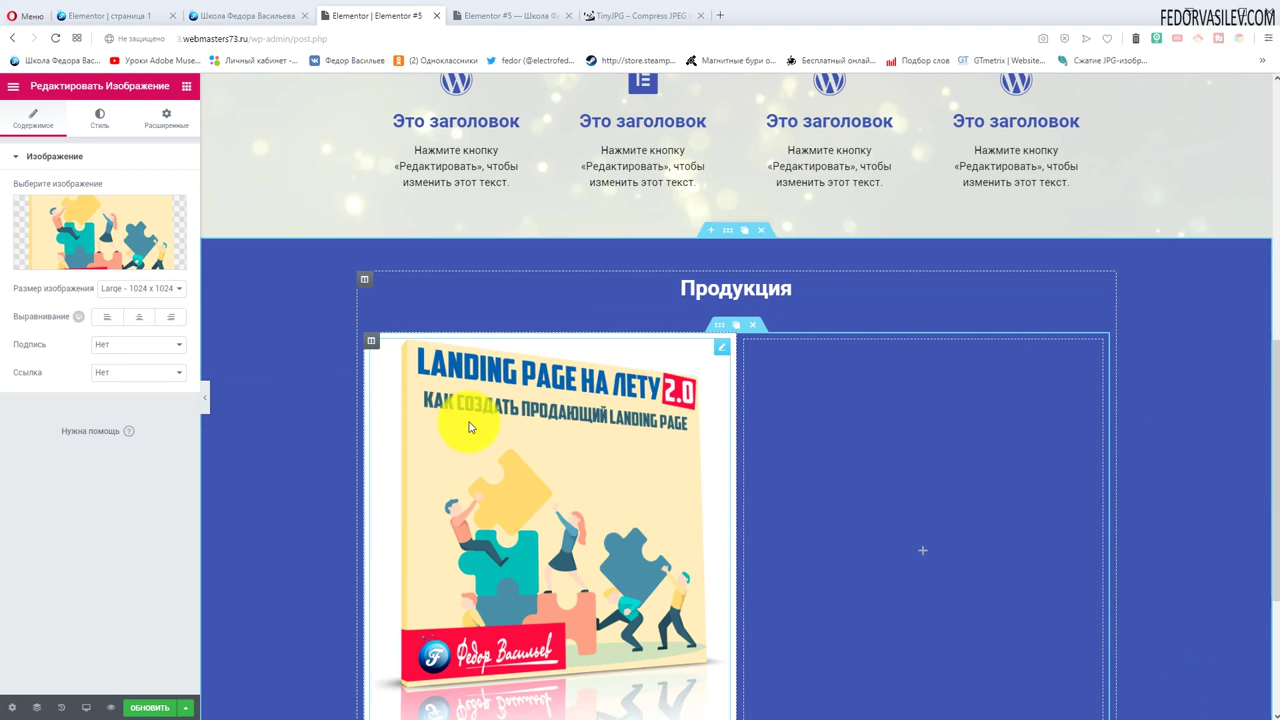 FEDORVASILEV.COM
Меню
Elementor | страница 1
Школа Федора Васильева
Elementor | Elementor #5
Elementor #5 — Школа Ф
TinyJPG – Compress JPEG
Не защищено
3.webmasters73.ru/wp-admin/post.php
Школа Федора Вас...
Уроки Adobe Muse...
Личный кабинет -...
Федор Васильев
(2) Одноклассники
fedor (@electrofed...
http://store.steamp...
Магнитные бури о...
Бесплатный онлай...
Подбор слов
GTmetrix | Website...
Сжатие JPG-изобр...
Редактировать Изображение
Содержимое
Стиль
Расширенные
Изображение
Выберите изображение
Размер изображения
Large - 1024 x 1024
Выравнивание
Подпись
Нет
Ссылка
Нет
Нужна помощь
ОБНОВИТЬ
Это заголовок
Это заголовок
Это заголовок
Это заголовок
Нажмите кнопку
«Редактировать», чтобы
изменить этот текст.
Нажмите кнопку
«Редактировать», чтобы
изменить этот текст.
Нажмите кнопку
«Редактировать», чтобы
изменить этот текст.
Нажмите кнопку
«Редактировать», чтобы
изменить этот текст.
Продукция
LANDING PAGE НА ЛЕТУ 2.0
КАК СОЗДАТЬ ПРОДАЮЩИЙ LANDING PAGE
Федор Васильев